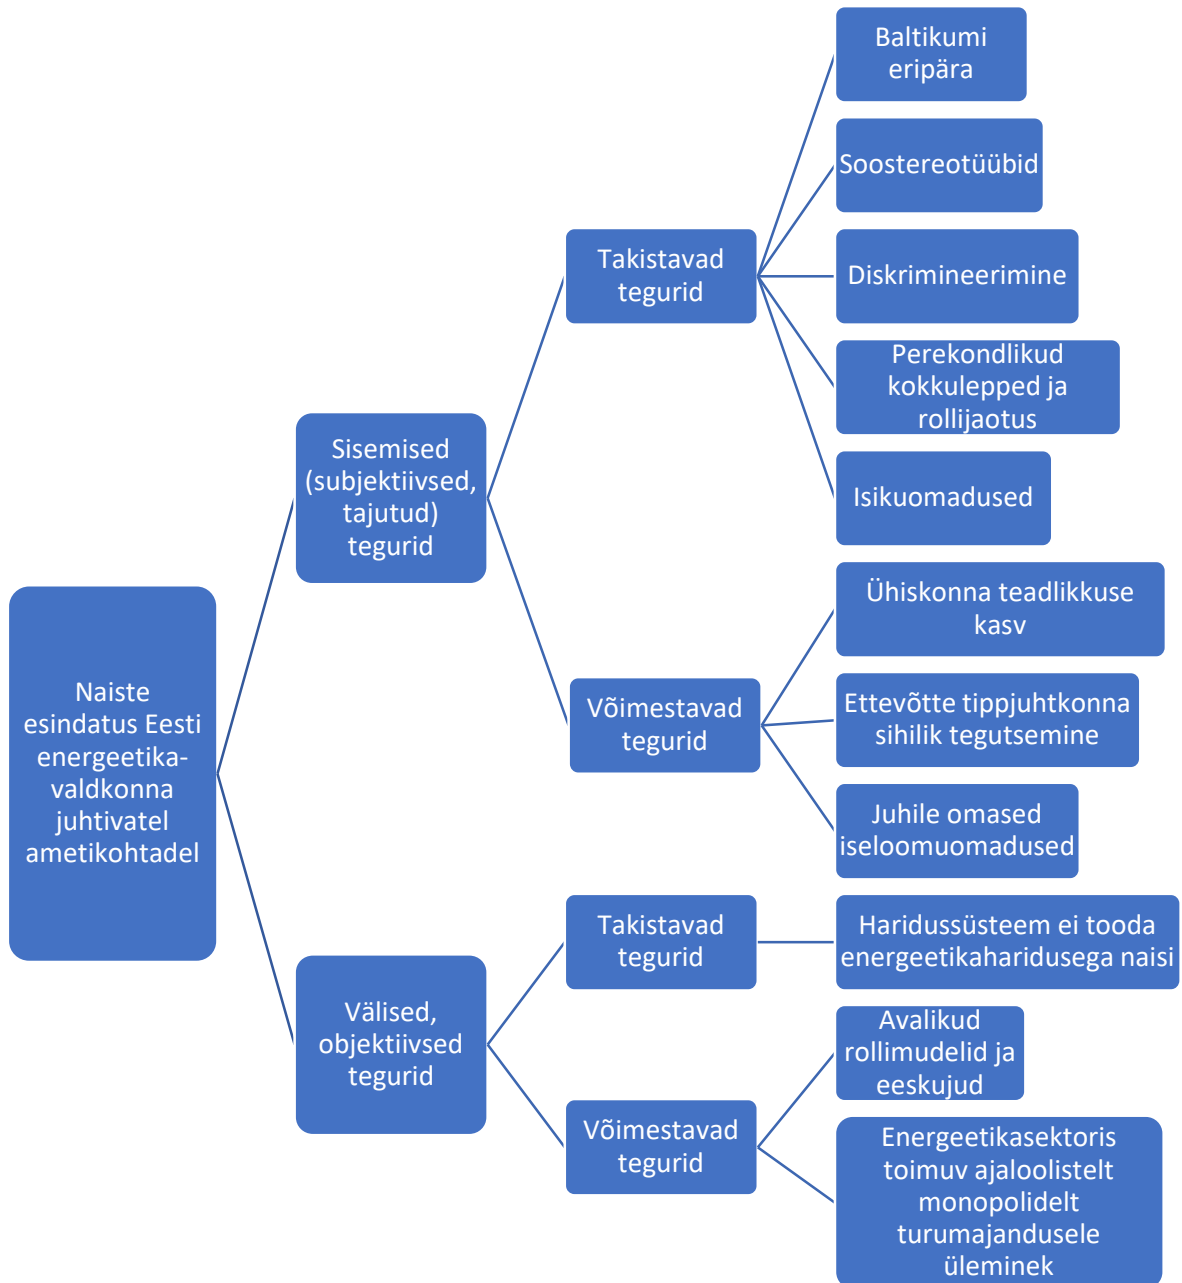 Naiste
esindatus Eesti
energeetika-
valdkonna
juhtivatel
ametikohtadel
Sisemised
(subjektiivsed,
tajutud)
tegurid
Takistavad
tegurid
Baltikumi
eripära
Soostereotüübid
Diskrimineerimine
Perekondlikud
kokkulepped ja
rollijaotus
Isikuomadused
Võimestavad
tegurid
Ühiskonna teadlikkuse
kasv
Ettevõtte tippjuhtkonna
sihilik tegutsemine
Juhile omased
iseloomuomadused
Välised,
objektiivsed
tegurid
Takistavad
tegurid
Haridussüsteem ei tooda
energeetikaharidusega naisi
Võimestavad
tegurid
Avalikud
rollimudelid ja
eeskujud
Energeetikasektoris
toimuv ajaloolistelt
monopolidelt
turumajandusele
üleminek